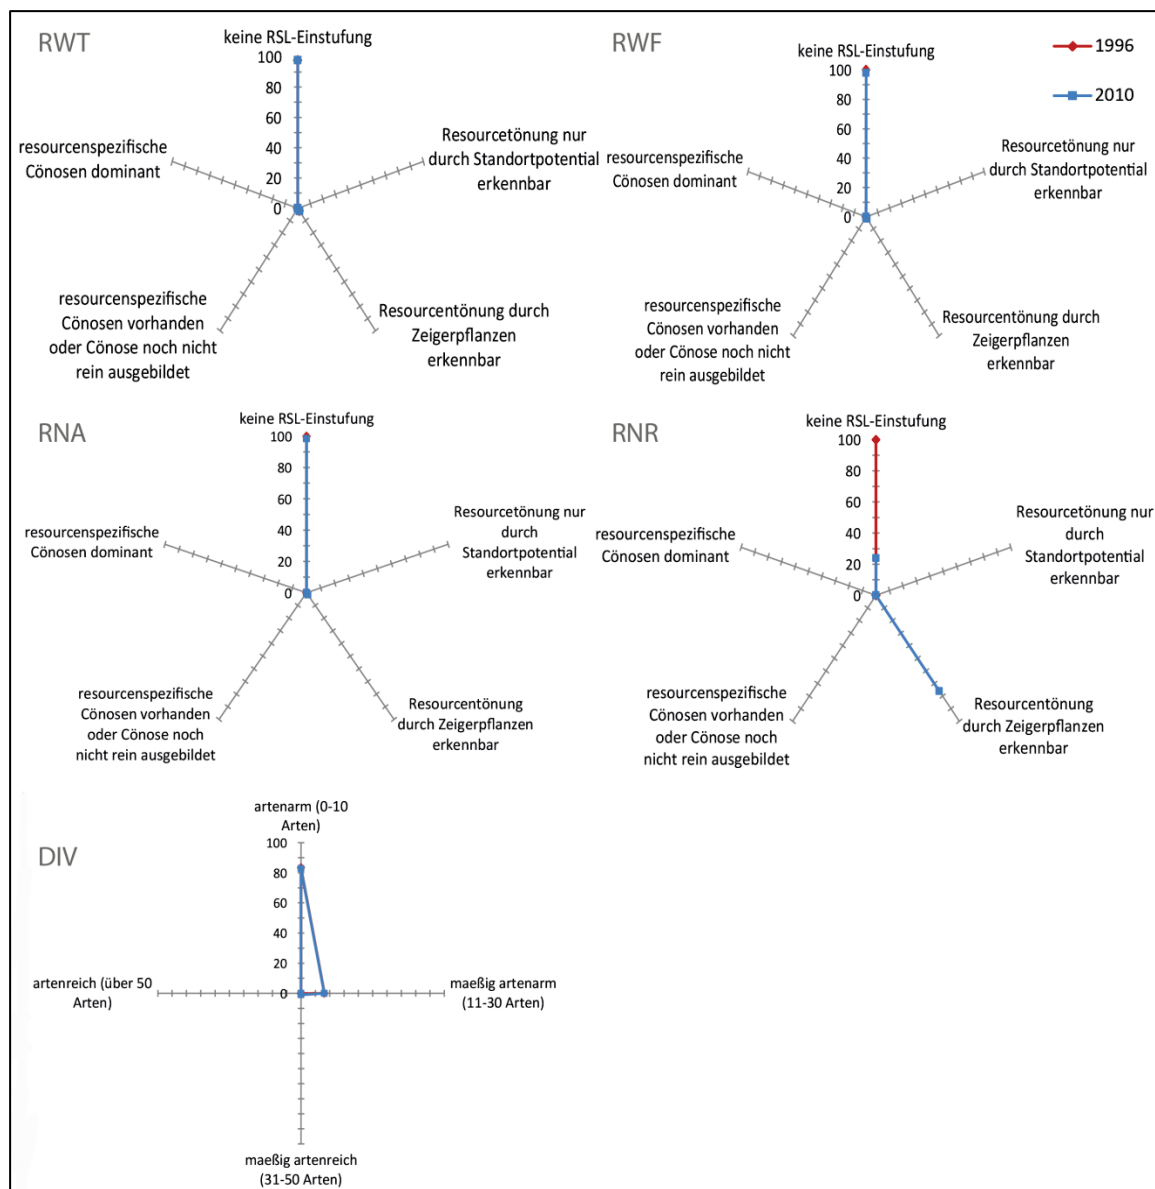 RWT
keine RSL-Einstufung
100
80
60
40
20
0
Resourcetönung nur
durch Standortpotential
erkennbar
Resourcentönung durch
Zeigerpflanzen
erkennbar
resourcenspezifische
Cönosen vorhanden
oder Cönose noch nicht
rein ausgebildet
resourcenspezifische
Cönosen dominant
RWF
keine RSL-Einstufung
100
80
60
40
20
0
Resourcetönung nur
durch Standortpotential
erkennbar
Resourcentönung durch
Zeigerpflanzen
erkennbar
resourcenspezifische
Cönosen vorhanden
oder Cönose noch nicht
rein ausgebildet
resourcenspezifische
Cönosen dominant
1996
2010
RNA
keine RSL-Einstufung
100
80
60
40
20
0
Resourcetönung nur
durch
Standortpotential
erkennbar
Resourcentönung
durch Zeigerpflanzen
erkennbar
resourcenspezifische
Cönosen vorhanden
oder Cönose noch
nicht rein ausgebildet
resourcenspezifische
Cönosen dominant
RNR
keine RSL-Einstufung
100
80
60
40
20
0
Resourcetönung nur
durch
Standortpotential
erkennbar
Resourcentönung
durch Zeigerpflanzen
erkennbar
resourcenspezifische
Cönosen vorhanden
oder Cönose noch
nicht rein ausgebildet
resourcenspezifische
Cönosen dominant
DIV
artenarm (0-10
Arten)
100
80
60
40
20
0
maeßig artenarm
(11-30 Arten)
maeßig artenreich
(31-50 Arten)
artenreich (über 50
Arten)